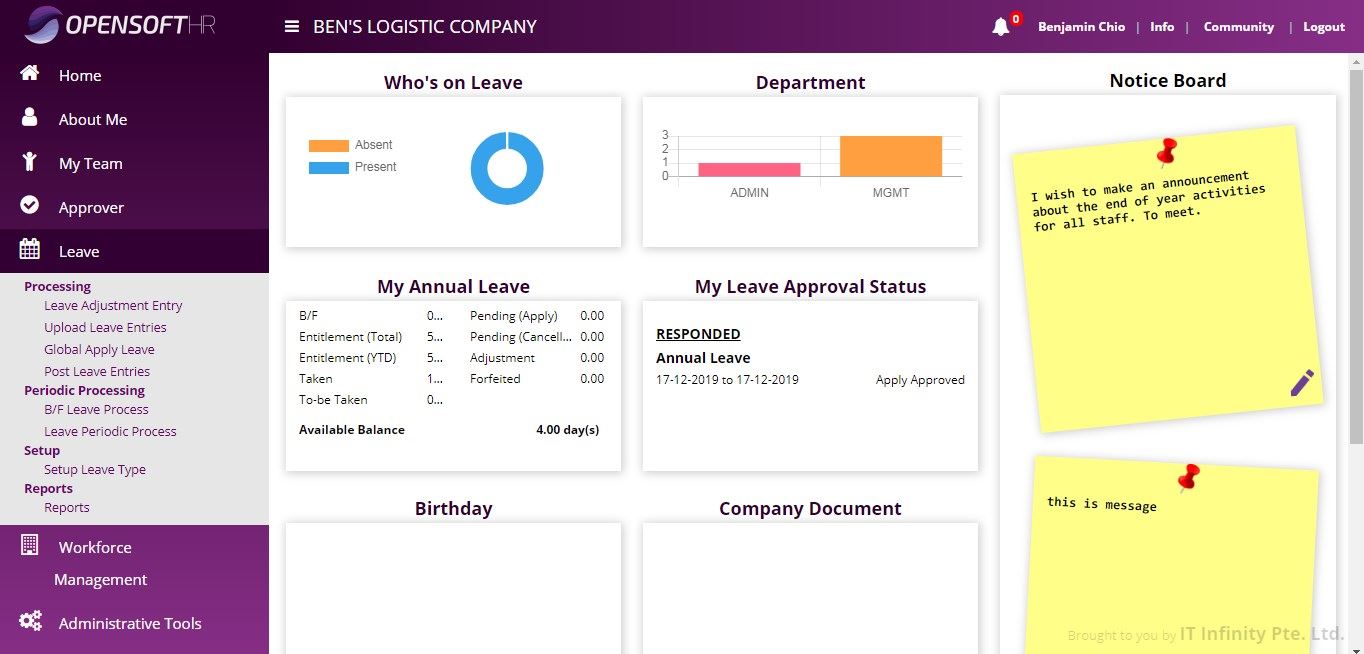 OPENSOFTHR
BEN'S LOGISTIC COMPANY
0
Benjamin Chio | Info | Community | Logout
Home
About Me
My Team
Approver
Leave
Processing
Leave Adjustment Entry
Upload Leave Entries
Global Apply Leave
Post Leave Entries
Periodic Processing
B/F Leave Process
Leave Periodic Process
Setup
Setup Leave Type
Reports
Reports
Workforce
Management
Administrative Tools
Who's on Leave
Absent
Present
Department
3
2
1
0
ADMIN MGMT
My Annual Leave
B/F 0... Pending (Apply) 0.00
Entitlement (Total) 5... Pending (Cancell... 0.00
Entitlement (YTD) 5... Adjustment 0.00
Taken 1... Forfeited 0.00
To-be Taken 0...
Available Balance 4.00 day(s)
My Leave Approval Status
RESPONDED
Annual Leave
17-12-2019 to 17-12-2019 Apply Approved
Birthday
Company Document
Notice Board
I wish to make an announcement
about the end of year activities
for all staff. To meet.
this is message
Brought to you by IT Infinity Pte. Ltd.